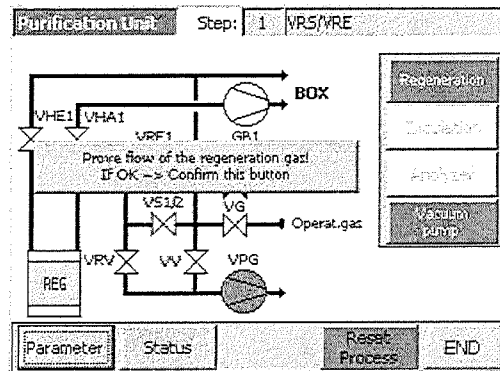 Purification Unit Step: 1 VRS/VRE
BOX
VHE1 VHA1
VRE1 GB1
Prove flow of the regeneration gas!
IF OK --> Confirm this button
VS1/2 VG
Operat.gas
VRV VV VPG
REG
Regeneration
Circulation
Analyzer
Vacuum
pump
Parameter Status Reset
Process END